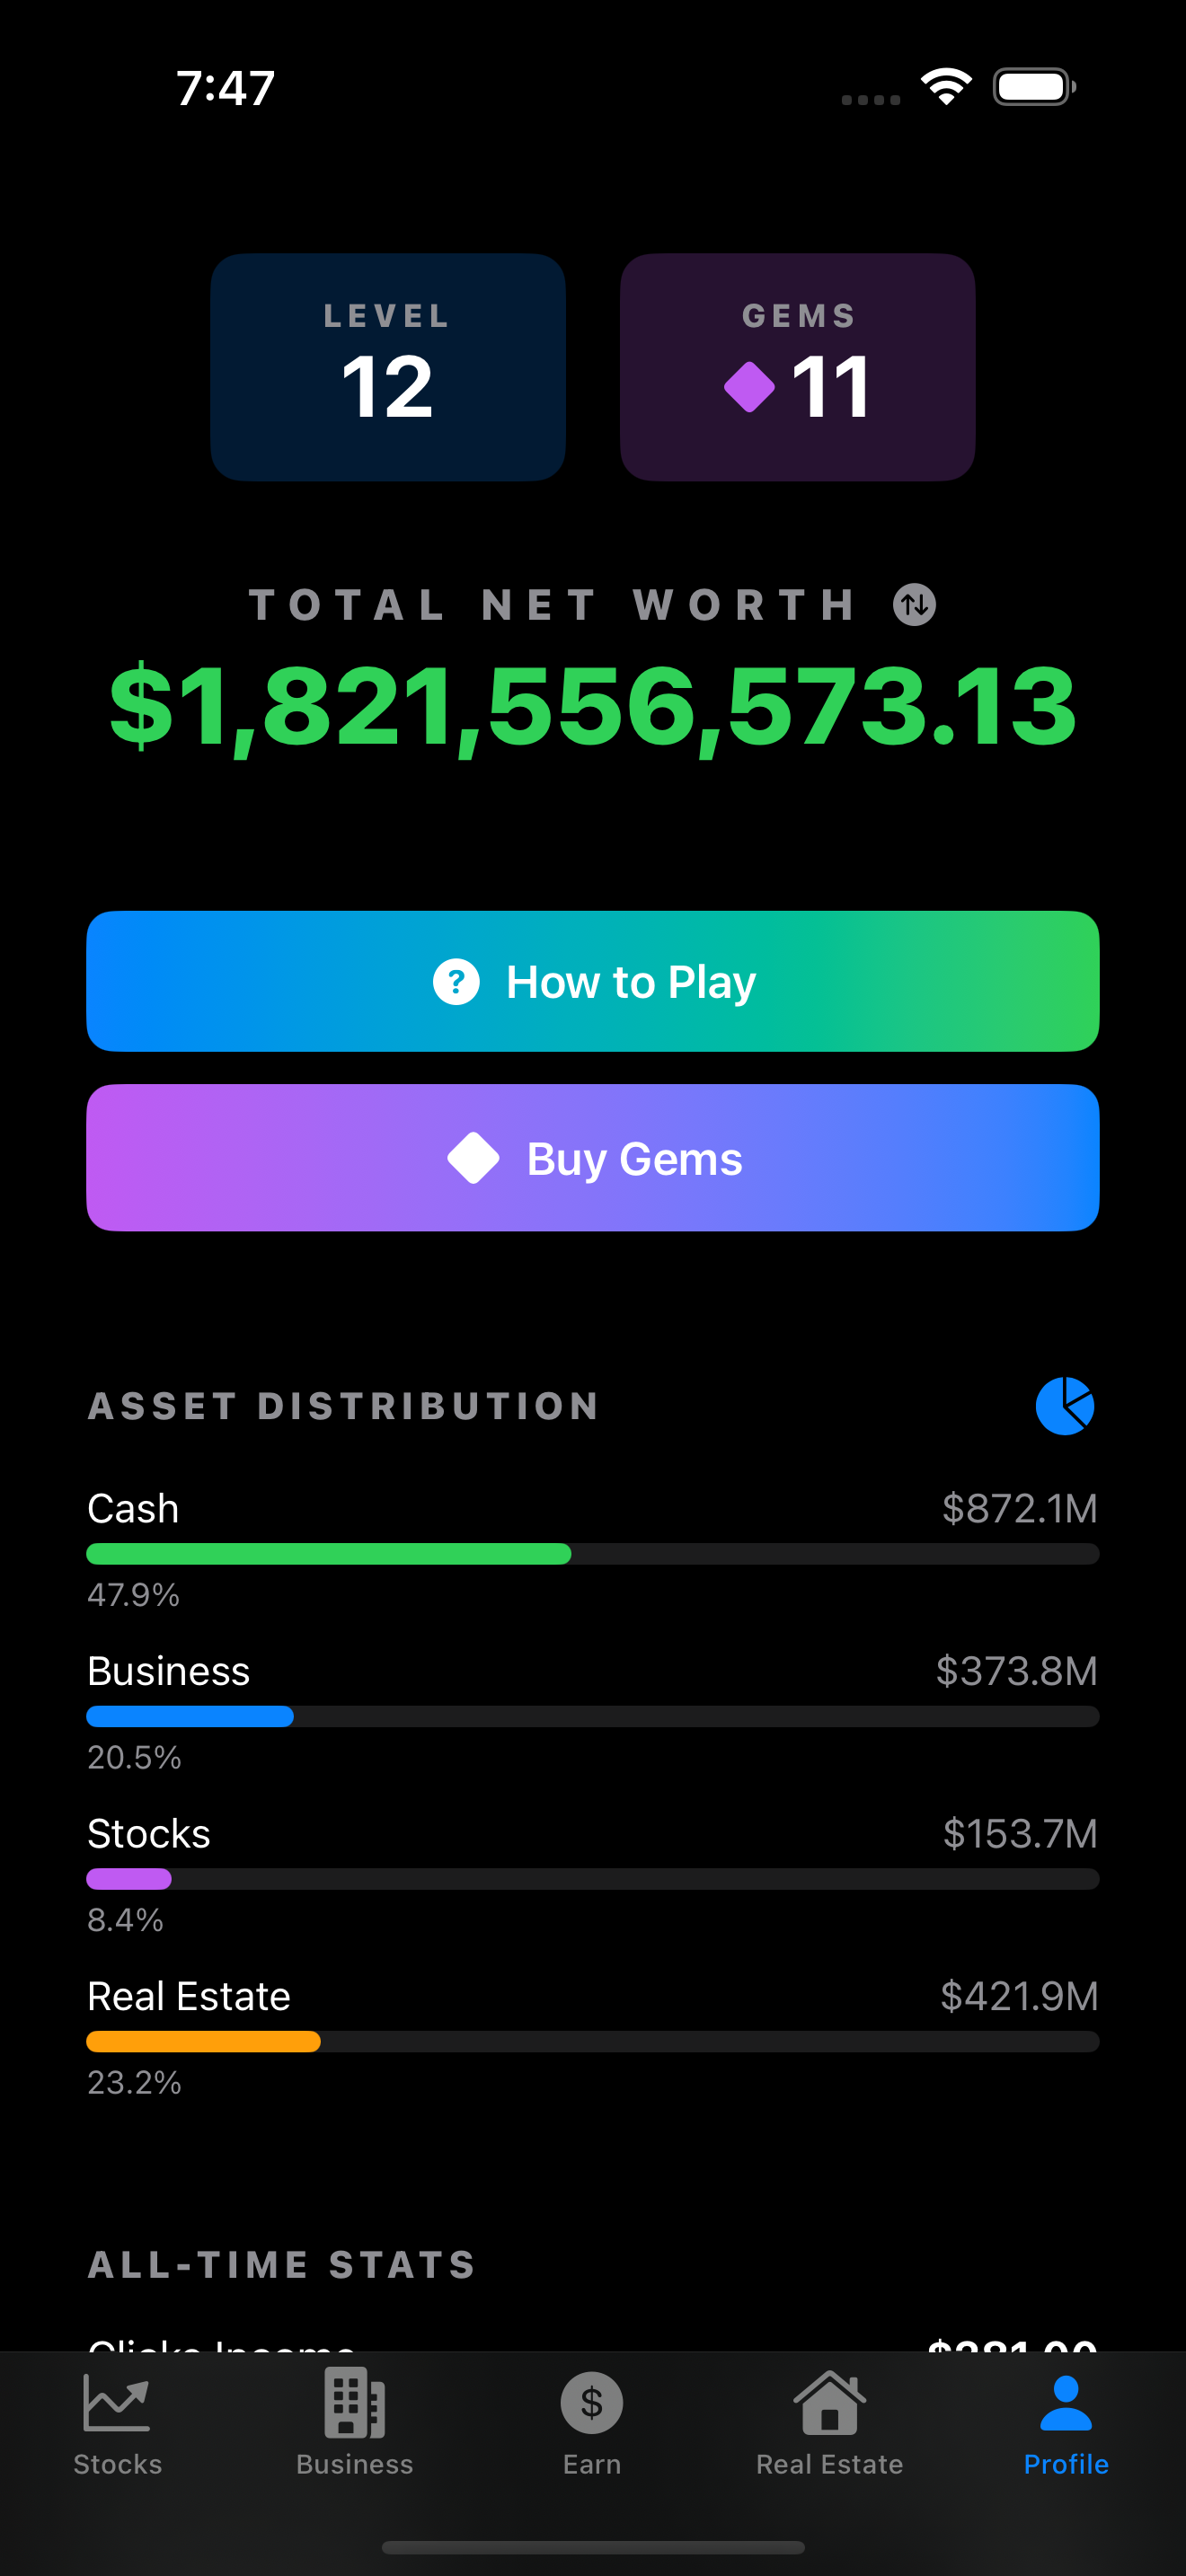 7:47
LEVEL
12
GEMS
11
TOTAL NET WORTH
$1,821,556,573.13
? How to Play
Buy Gems
ASSET DISTRIBUTION
Cash $872.1M
47.9%
Business $373.8M
20.5%
Stocks $153.7M
8.4%
Real Estate $421.9M
23.2%
ALL-TIME STATS
Clicks Income
$
Stocks Business Earn Real Estate Profile